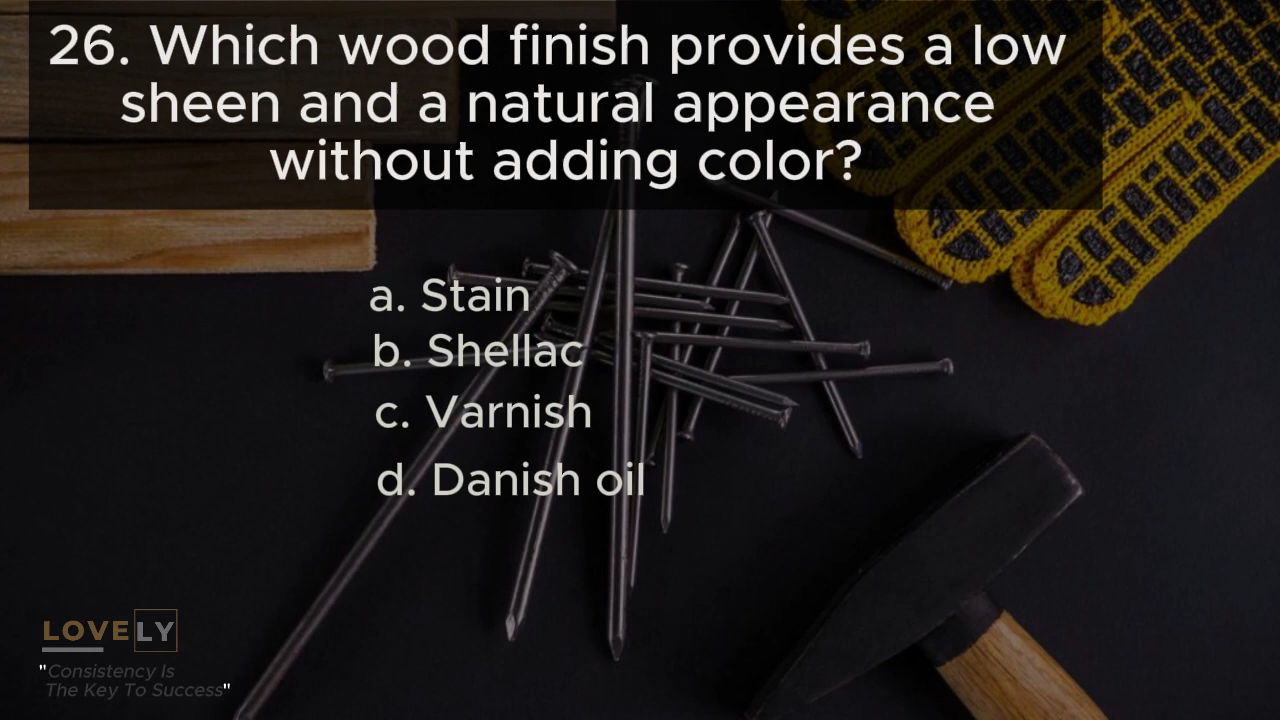 26. Which wood finish provides a low
sheen and a natural appearance
without adding color?
a. Stain
b. Shellac
c. Varnish
d. Danish oil
LOVELY
"Consistency Is
The Key To Success"